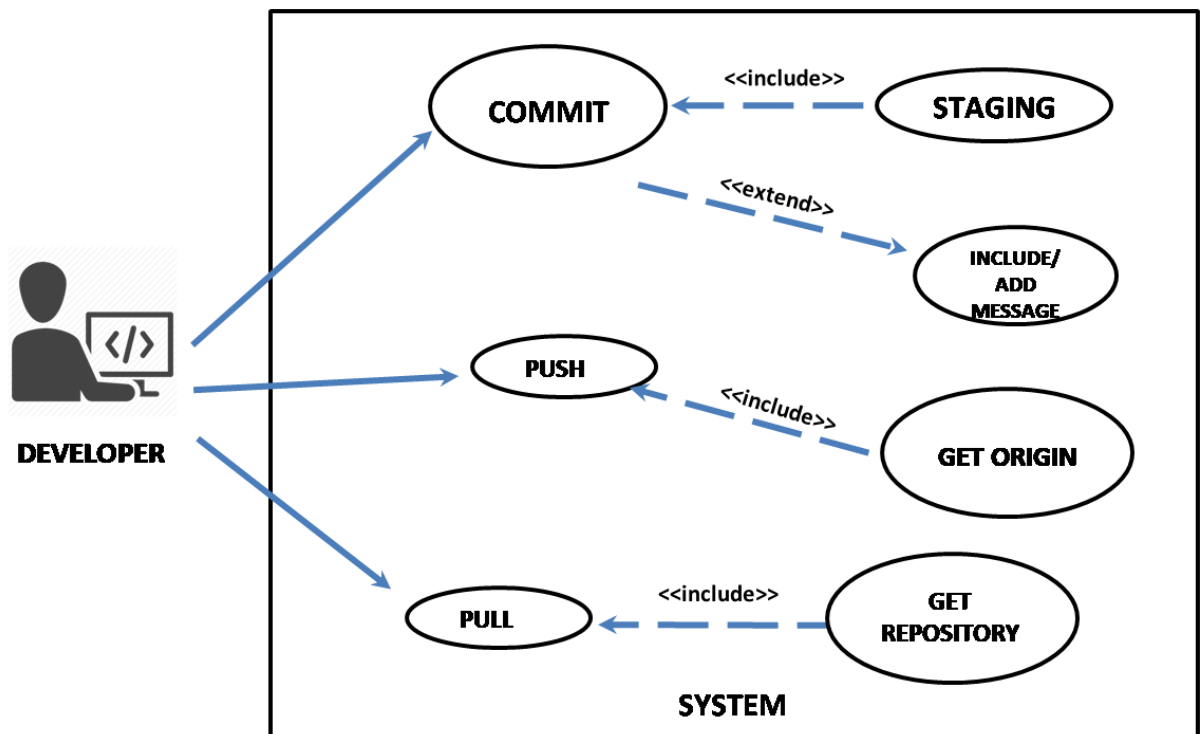 <<include>>
COMMIT
STAGING
<<extend>>
INCLUDE/
ADD
MESSAGE
</>
PUSH
<<include>>
DEVELOPER
GET ORIGIN
<<include>>
PULL
GET
REPOSITORY
SYSTEM